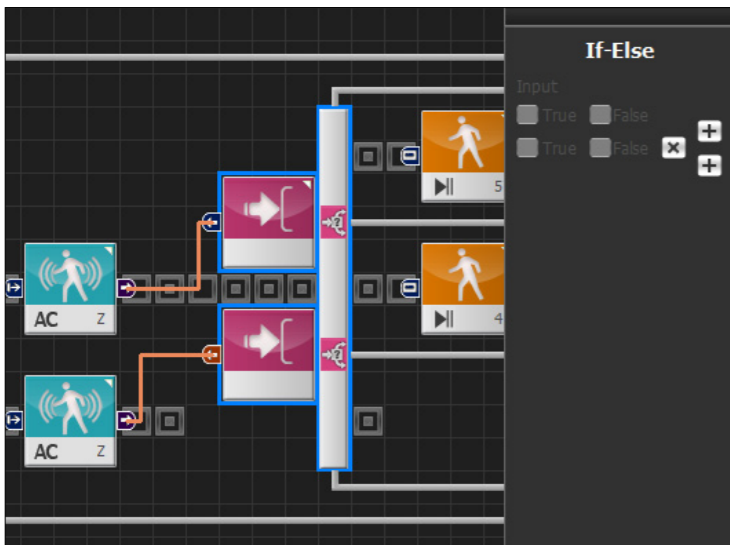 If-Else
Input
True False
True False
5
4
AC Z
AC Z